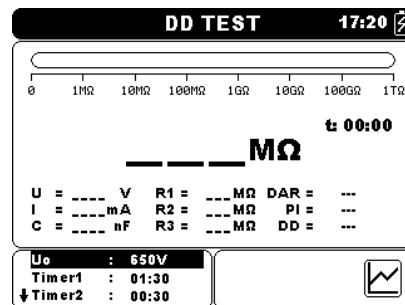 DD TEST 17:20
0 1MΩ 10MΩ 100MΩ 1GΩ 10GΩ 100GΩ 1TΩ
t: 00:00
_ _ _MΩ
U = ____ V R1 = ___MΩ DAR = ---
I = ____mA R2 = ___MΩ PI = ---
C = ____ nF R3 = ___MΩ DD = ---
Uo : 650V
Timer1 : 01:30
Timer2 : 00:30